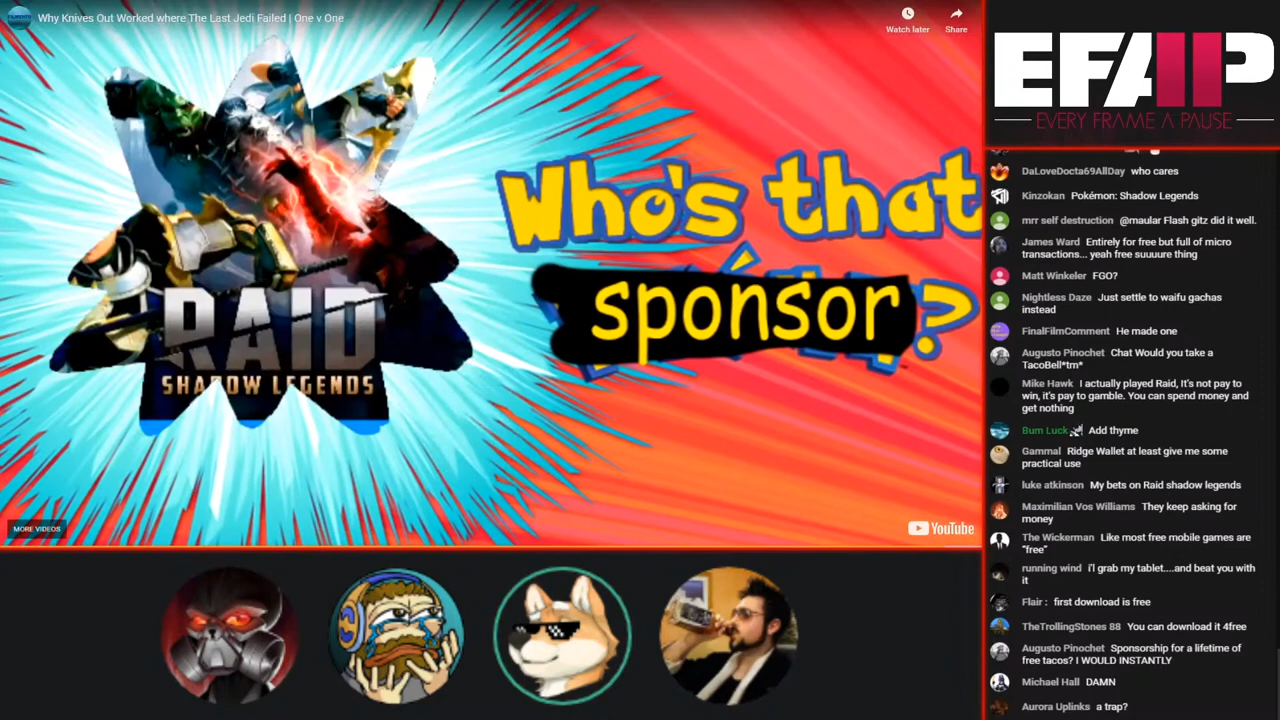 Why Knives Out Worked where The Last Jedi Failed | One v One
Watch later
Share
Who's that
sponsor?
RAID
SHADOW LEGENDS
MORE VIDEOS
YouTube
EFAP
EVERY FRAME A PAUSE
DaLoveDocta69AllDay who cares
Kinzokan Pokémon: Shadow Legends
mrr self destruction @maular Flash gitz did it well.
James Ward Entirely for free but full of micro
transactions... yeah free suuuure thing
Matt Winkeler FGO?
Nightless Daze Just settle to waifu gachas
instead
FinalFilmComment He made one
Augusto Pinochet Chat Would you take a
TacoBell*tm*
Mike Hawk I actually played Raid, It's not pay to
win, it's pay to gamble. You can spend money and
get nothing
Bum Luck Add thyme
Gammal Ridge Wallet at least give me some
practical use
luke atkinson My bets on Raid shadow legends
Maximilian Vos Williams They keep asking for
money
The Wickerman Like most free mobile games are
"free"
running wind i'l grab my tablet....and beat you with
it
Flair : first download is free
TheTrollingStones 88 You can download it 4free
Augusto Pinochet Sponsorship for a lifetime of
free tacos? I WOULD INSTANTLY
Michael Hall DAMN
Aurora Uplinks a trap?